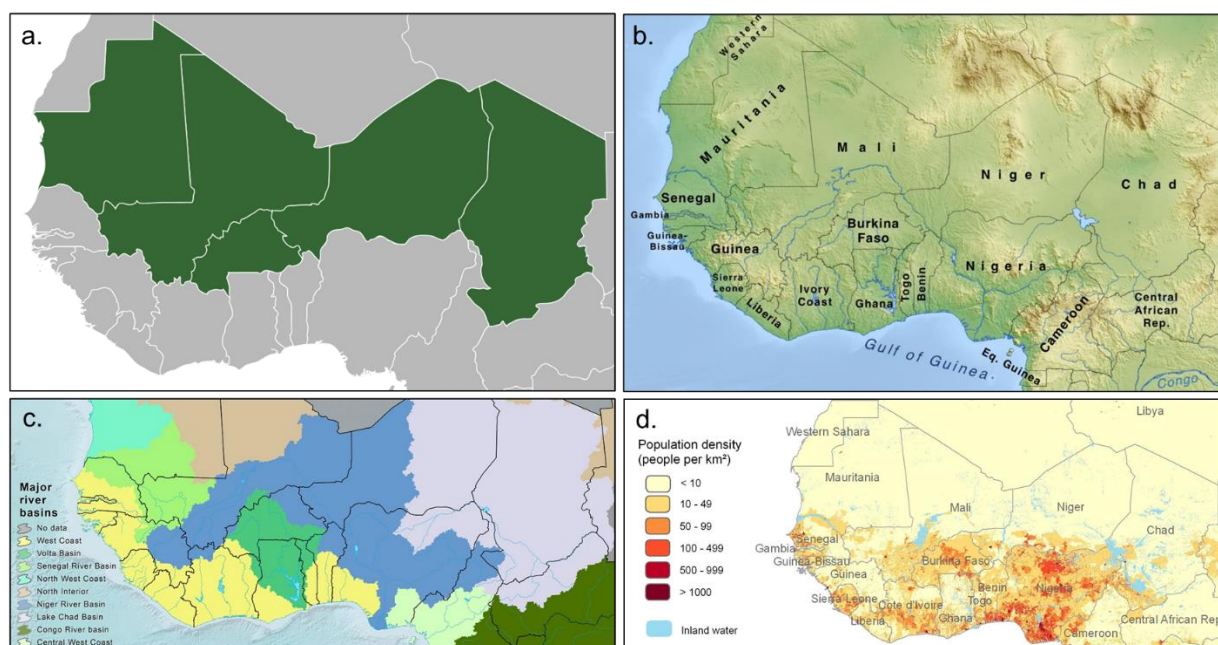 a.
b.
Western
Sahara
Mauritania
Mali
Niger
Chad
Senegal
Gambia
Guinea-
Bissau
Guinea
Burkina
Faso
Sierra
Leone
Liberia
Ivory
Coast
Ghana
Togo
Benin
Nigeria
Cameroon
Central
African
Rep.
Gulf of Guinea.
Eq. Guinea
Congo
c.
Major
river
basins
No data
West Coast
Volta Basin
Senegal River Basin
North West Coast
North Interior
Niger River Basin
Lake Chad Basin
Congo River basin
Central West Coast
d.
Population density
(people per km²)
< 10
10 - 49
50 - 99
100 - 499
500 - 999
> 1000
Inland water
Western Sahara
Libya
Mauritania
Mali
Niger
Chad
Senegal
Gambia
Guinea-Bissau
Guinea
Burkina Faso
Benin
Nigeria
Sierra Leone
Cote d'Ivoire
Togo
Liberia
Ghana
Cameroon
Central African Rep